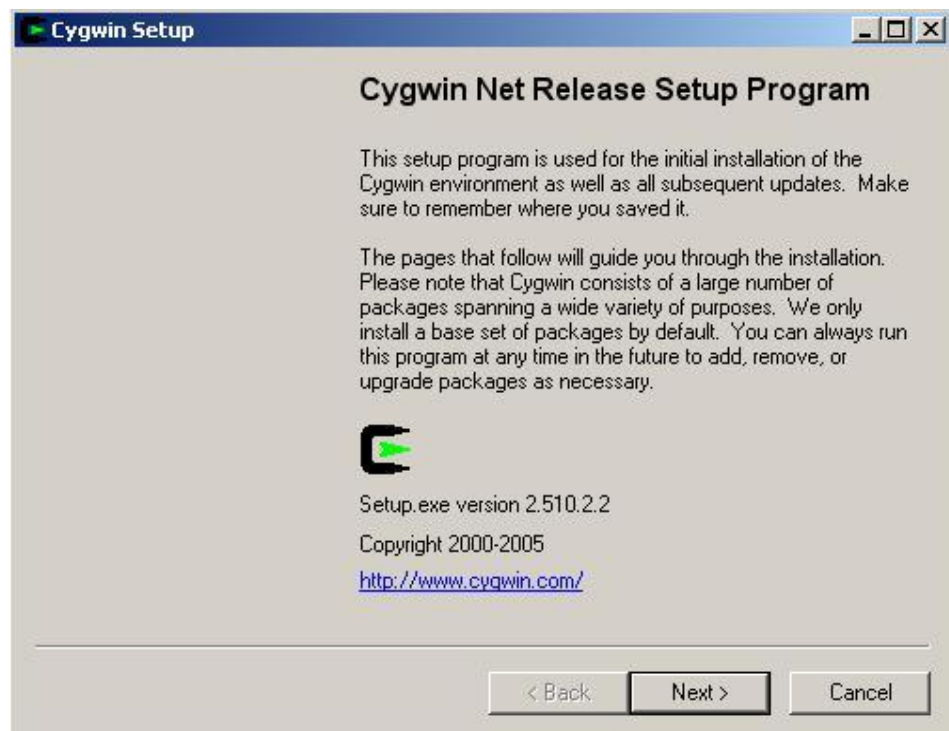 Cygwin Setup
Cygwin Net Release Setup Program
This setup program is used for the initial installation of the
Cygwin environment as well as all subsequent updates.  Make
sure to remember where you saved it.
The pages that follow will guide you through the installation.
Please note that Cygwin consists of a large number of
packages spanning a wide variety of purposes.  We only
install a base set of packages by default.  You can always run
this program at any time in the future to add, remove, or
upgrade packages as necessary.
Setup.exe version 2.510.2.2
Copyright 2000-2005
http://www.cygwin.com/
< Back
Next >
Cancel